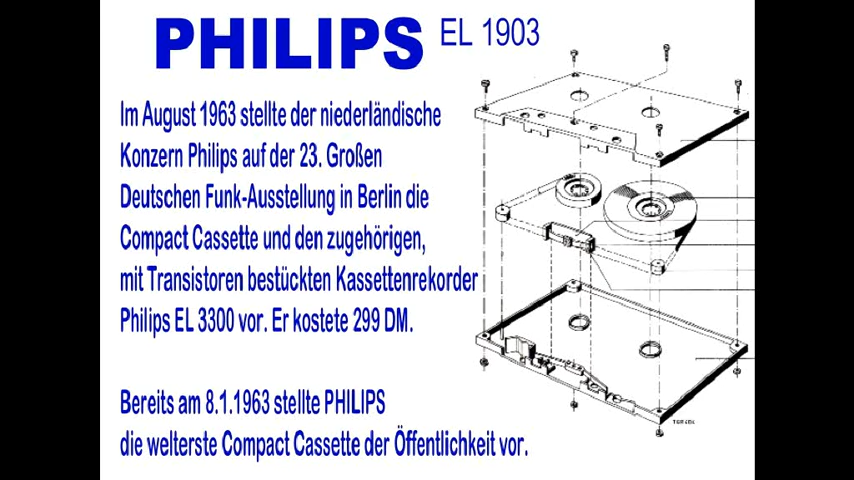 PHILIPS EL 1903
Im August 1963 stellte der niederländische
Konzern Philips auf der 23. Großen
Deutschen Funk-Ausstellung in Berlin die
Compact Cassette und den zugehörigen,
mit Transistoren bestückten Kassettenrekorder
Philips EL 3300 vor. Er kostete 299 DM.
Bereits am 8.1.1963 stellte PHILIPS
die welterste Compact Cassette der Öffentlichkeit vor.